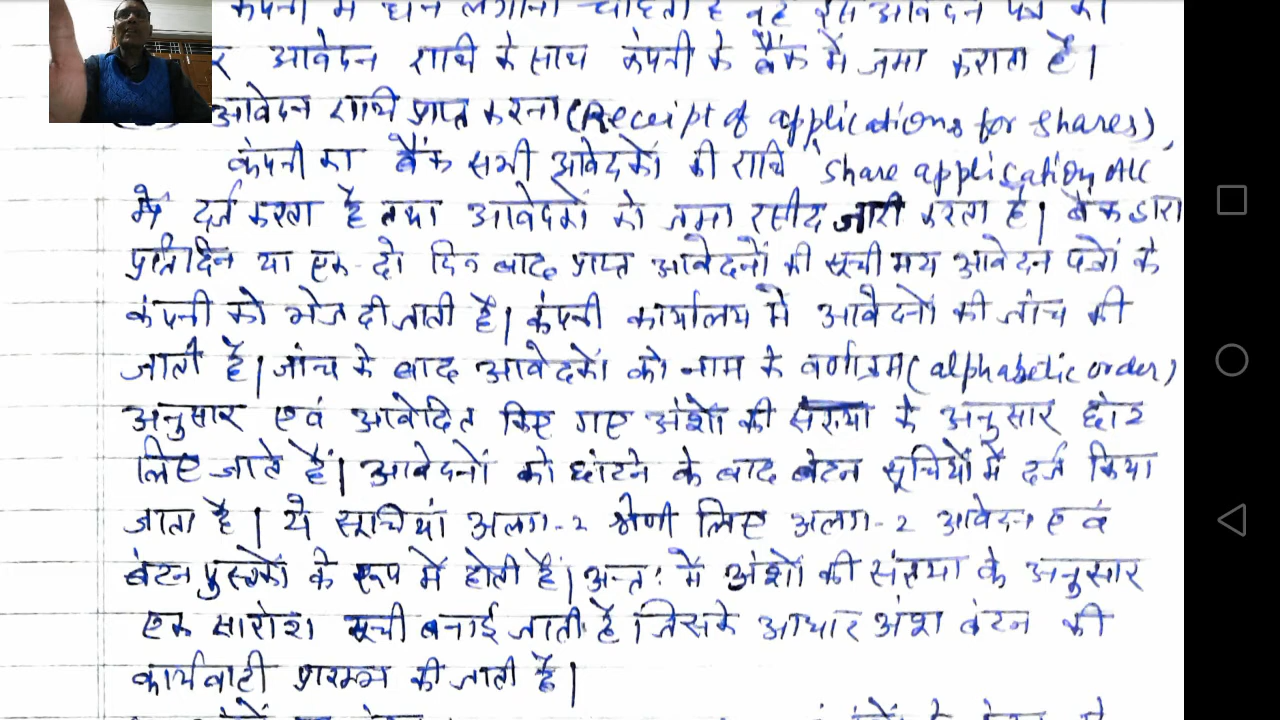 कंपनी में धन लगाना चाहता है वह इस आवेदन पत्र को
र आवेदन राशि के साथ कंपनी के बैंक में जमा कराता है।
आवेदन राशि प्राप्त करना (Receipt of applications for shares),
कंपनी का बैंक सभी आवेदकों की राशि 'share application A/C'
में दर्ज करता है तथा आवेदकों को जमा रसीद जारी करता है। बैंक द्वारा
प्रतिदिन या एक-दो दिन बाद प्राप्त आवेदनों की सूची मय आवेदन पत्रों के
कंपनी को भेज दी जाती है। कंपनी कार्यालय में आवेदनों की जांच की
जाती है। जांच के बाद आवेदकों को नाम के वर्णाक्रम (alphabetic order)
अनुसार एवं आवेदित किए गए अंशों की संख्या के अनुसार छांट
लिए जाते हैं। आवेदनों को छांटने के बाद बंटन सूचियों में दर्ज किया
जाता है। ये सूचियां अलग-२ श्रेणी लिए अलग-२ आवेदन एवं
बंटन पुस्तकों के रूप में होती हैं। अन्त: में अंशों की संख्या के अनुसार
एक सारांश सूची बनाई जाती है। जिसके आधार अंश बंटन की
कार्यवाही प्रारम्भ की जाती है।